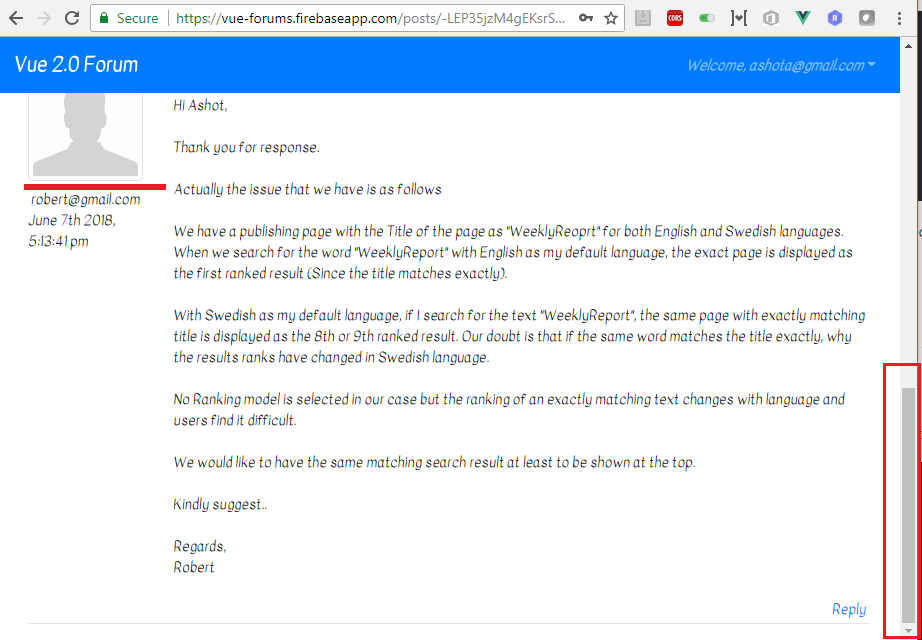 Secure
https://vue-forums.firebaseapp.com/posts/-LEP35jzM4gEKsrS...
CORS
Vue 2.0 Forum
Welcome, ashota@gmail.com
Hi Ashot,
Thank you for response.
Actually the issue that we have is as follows
robert@gmail.com
June 7th 2018,
5:13:41 pm
We have a publishing page with the Title of the page as "WeeklyReoprt" for both English and Swedish languages.
When we search for the word "WeeklyReport" with English as my default language, the exact page is displayed as
the first ranked result (Since the title matches exactly).
With Swedish as my default language, if I search for the text "WeeklyReport", the same page with exactly matching
title is displayed as the 8th or 9th ranked result. Our doubt is that if the same word matches the title exactly, why
the results ranks have changed in Swedish language.
No Ranking model is selected in our case but the ranking of an exactly matching text changes with language and
users find it difficult.
We would like to have the same matching search result at least to be shown at the top.
Kindly suggest..
Regards,
Robert
Reply